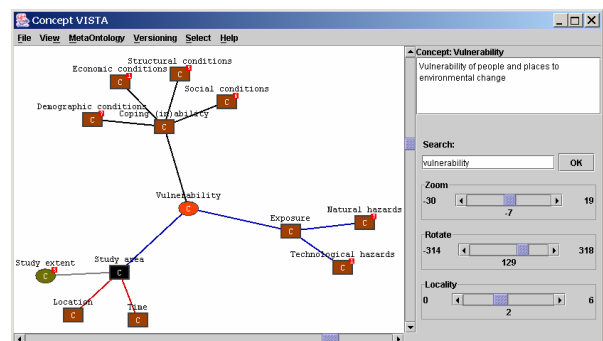 Concept VISTA
File View MetaOntology Versioning Select Help
Structural conditions
Economic conditions
Social conditions
Demographic conditions
Coping (in)ability
Vulnerability
Natural hazards
Exposure
Technological hazards
Study area
Study extent
Location
Time
C
C
C
C
C
C
C
C
C
C
C
C
C
Concept: Vulnerability
Vulnerability of people and places to
environmental change
Search:
vulnerability OK
Zoom
-30 19
-7
Rotate
-314 318
129
Locality
0 6
2